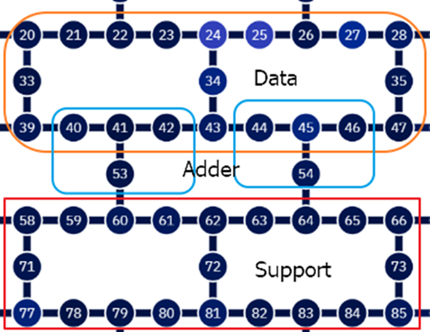 20 21 22 23 24 25 26 27 28
33 34 Data 35
39 40 41 42 43 44 45 46 47
53 Adder 54
58 59 60 61 62 63 64 65 66
71 72 Support 73
77 78 79 80 81 82 83 84 85